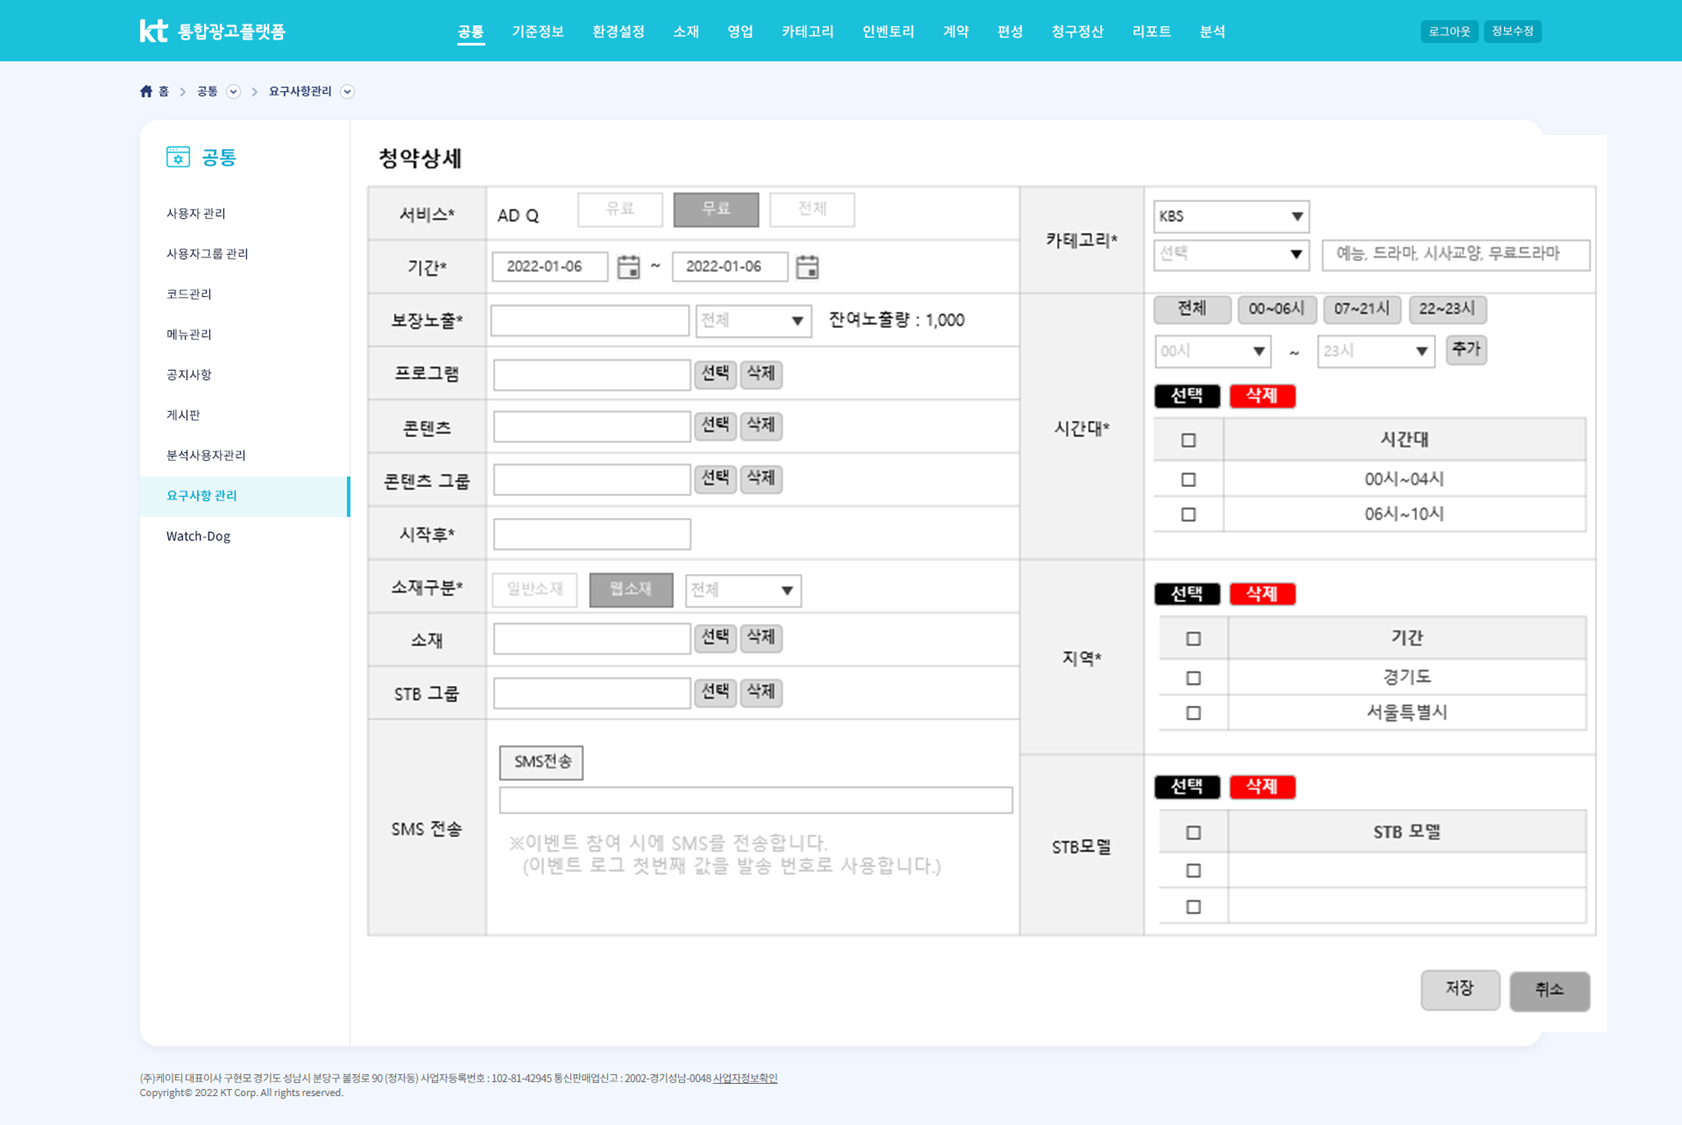 kt 통합광고플랫폼
공통 기준정보 환경설정 소재 영업 카테고리 인벤토리 계약 편성 청구정산 리포트 분석
로그아웃 정보수정
홈 > 공통 > 요구사항관리
공통
사용자 관리
사용자그룹 관리
코드관리
메뉴관리
공지사항
게시판
분석사용자관리
요구사항 관리
Watch-Dog
청약상세
서비스* AD Q 유료 무료 전체
기간* 2022-01-06 ~ 2022-01-06
보장노출* 전체 잔여노출량 : 1,000
프로그램 선택 삭제
콘텐츠 선택 삭제
콘텐츠 그룹 선택 삭제
시작후*
소재구분* 일반소재 웹소재 전체
소재 선택 삭제
STB 그룹 선택 삭제
SMS 전송 SMS전송
※이벤트 참여 시에 SMS를 전송합니다.
(이벤트 로그 첫번째 값을 발송 번호로 사용합니다.)
카테고리* KBS
선택 예능, 드라마, 시사교양, 무료드라마
시간대* 전체 00~06시 07~21시 22~23시
00시 ~ 23시 추가
선택 삭제
시간대
00시~04시
06시~10시
지역* 선택 삭제
기간
경기도
서울특별시
STB모델 선택 삭제
STB 모델
저장 취소
(주)케이티 대표이사 구현모 경기도 성남시 분당구 불정로 90 (정자동) 사업자등록번호 : 102-81-42945 통신판매업신고 : 2002-경기성남-0048 사업자정보확인
Copyright© 2022 KT Corp. All rights reserved.